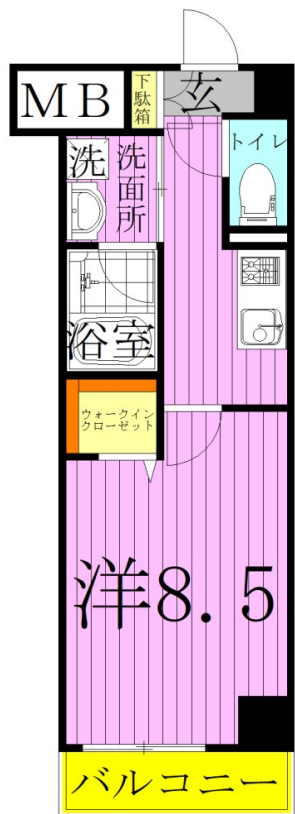 MB
下駄箱
玄
トイレ
洗
洗面所
浴室
ウォークイン
クローゼット
洋8.5
バルコニー